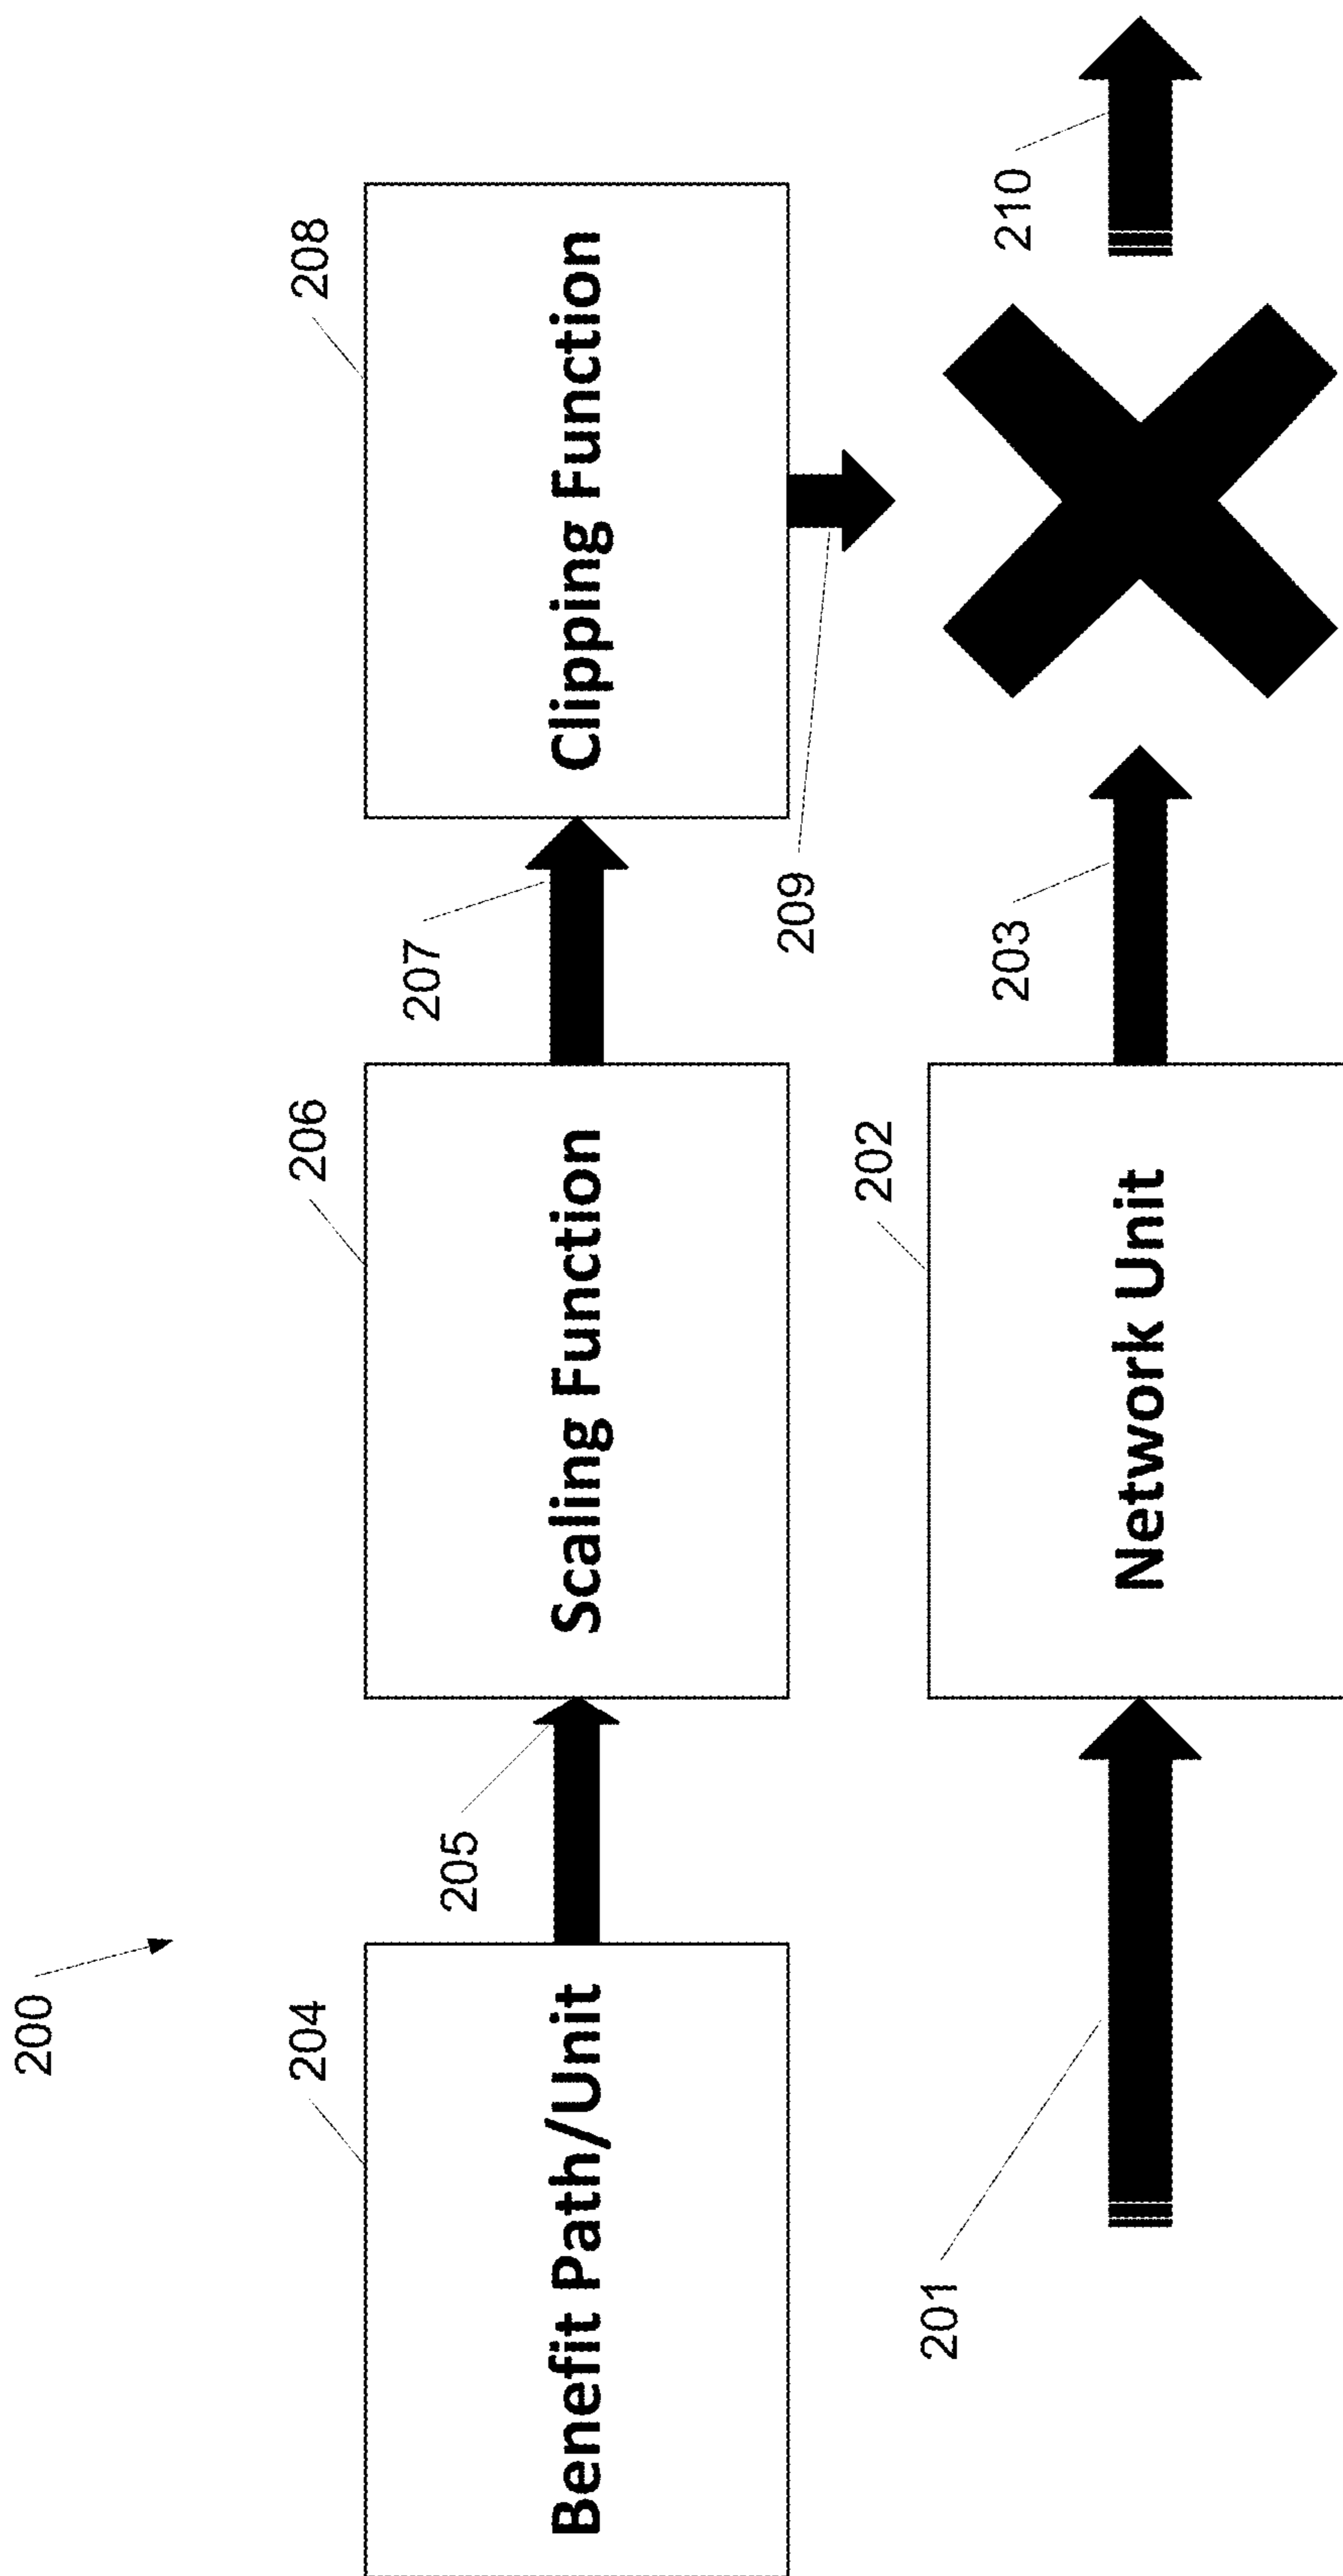 200
204
Benefit Path/Unit
205
206
Scaling Function
207
208
Clipping Function
209
201
202
Network Unit
203
210